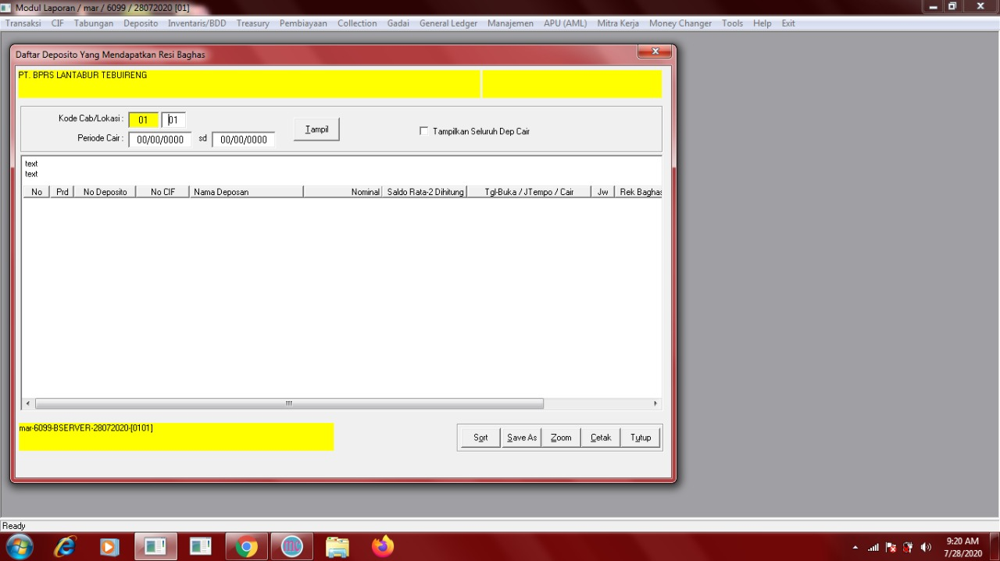 Modul Laporan / mar / 6099 / 28072020 [01]
Transaksi CIF Tabungan Deposito Inventaris/BDD Treasury Pembiayaan Collection Gadai General Ledger Manajemen APU (AML) Mitra Kerja Money Changer Tools Help Exit
Daftar Deposito Yang Mendapatkan Resi Baghas
PT. BPRS LANTABUR TEBUIRENG
Kode Cab/Lokasi : 01 01
Tampil
Tampilkan Seluruh Dep Cair
Periode Cair : 00/00/0000 sd 00/00/0000
text
text
No Prd No Deposito No CIF Nama Deposan Nominal Saldo Rata-2 Dihitung Tgl-Buka / JTempo / Cair Jw Rek Baghas
mar-6099-BSERVER-28072020-[0101]
Sort Save As Zoom Cetak Tutup
Ready
mc
9:20 AM
7/28/2020